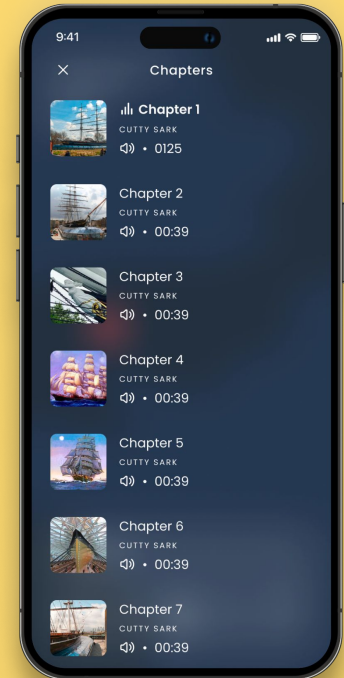 9:41
Chapters
Chapter 1
CUTTY SARK
• 0125
Chapter 2
CUTTY SARK
• 00:39
Chapter 3
CUTTY SARK
• 00:39
Chapter 4
CUTTY SARK
• 00:39
Chapter 5
CUTTY SARK
• 00:39
Chapter 6
CUTTY SARK
• 00:39
Chapter 7
CUTTY SARK
• 00:39